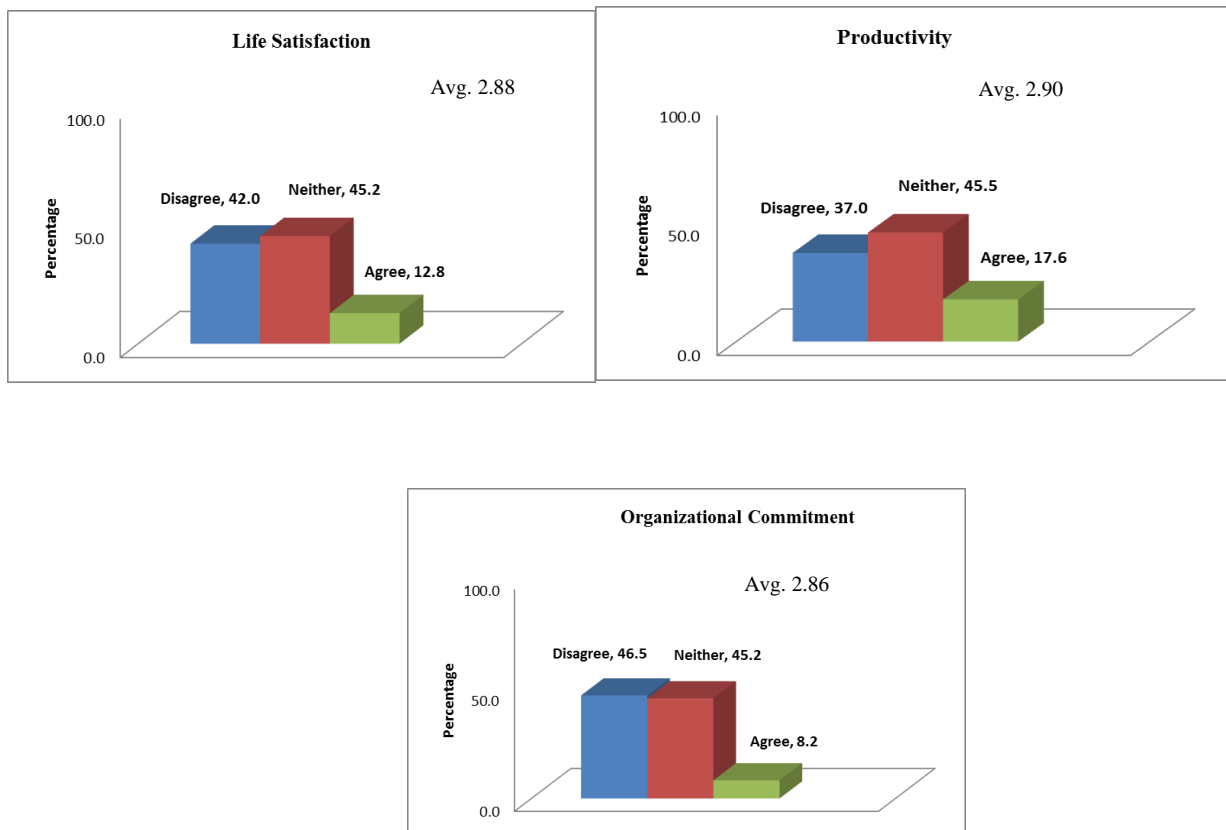 Life Satisfaction
Avg. 2.88
100.0
Disagree, 42.0
Neither, 45.2
Agree, 12.8
50.0
0.0
Percentage
Productivity
Avg. 2.90
100.0
Disagree, 37.0
Neither, 45.5
Agree, 17.6
50.0
0.0
Percentage
Organizational Commitment
Avg. 2.86
100.0
Disagree, 46.5
Neither, 45.2
Agree, 8.2
50.0
0.0
Percentage